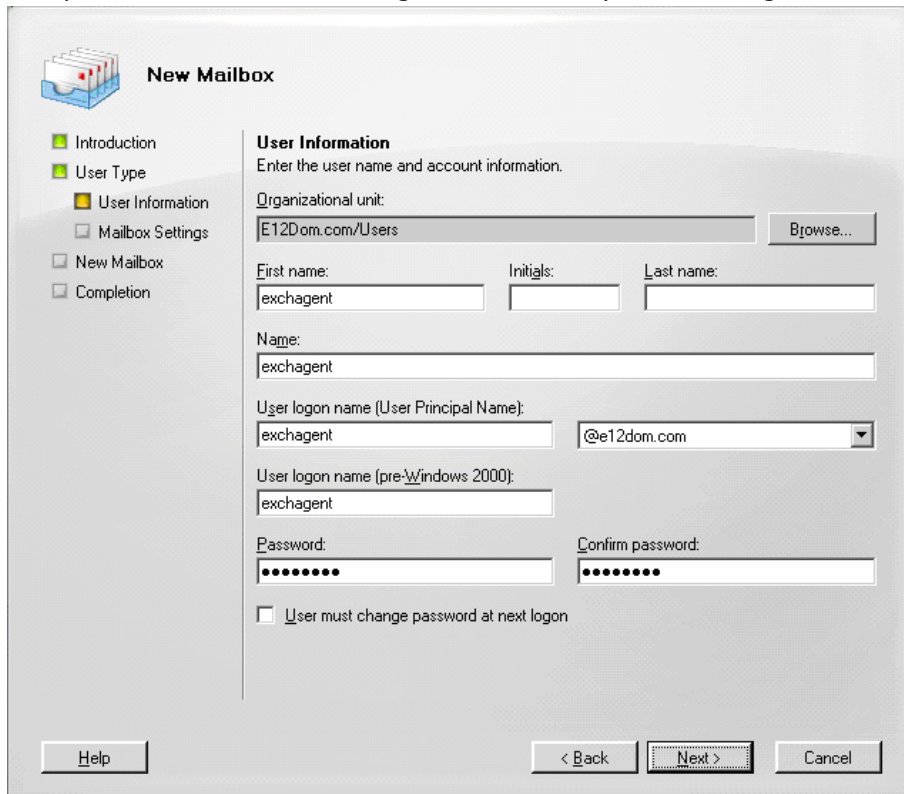 New Mailbox
Introduction
User Type
User Information
Mailbox Settings
New Mailbox
Completion
User Information
Enter the user name and account information.
Organizational unit:
E12Dom.com/Users Browse...
First name: Initials: Last name:
exchagent
Name:
exchagent
User logon name (User Principal Name):
exchagent @e12dom.com
User logon name (pre-Windows 2000):
exchagent
Password: Confirm password:
●●●●●●●● ●●●●●●●●
User must change password at next logon
Help < Back Next > Cancel